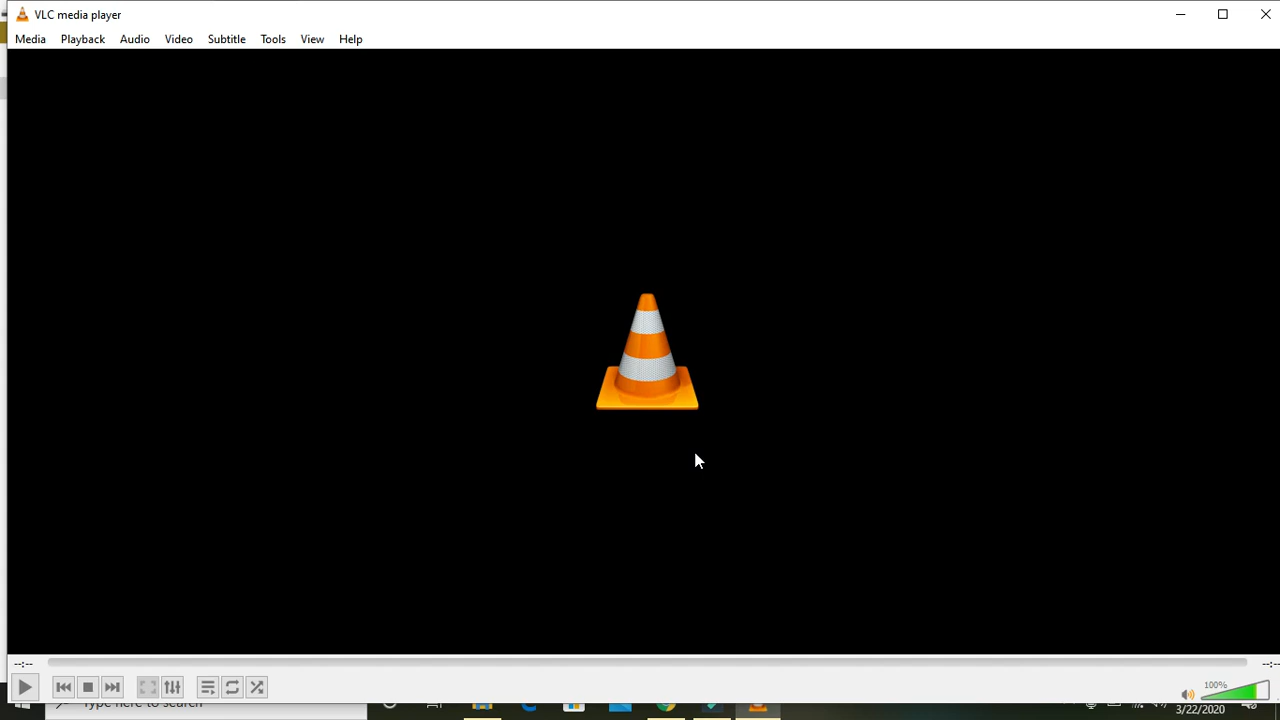 VLC media player
Media Playback Audio Video Subtitle Tools View Help
--:-- --:--
100%
Type here to search
3/22/2020